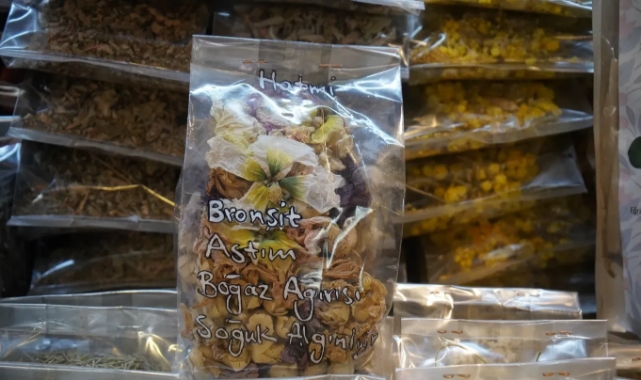 Hatmi
Bronşit
Astım
Boğaz Ağrısı
Soğuk Algınlığı